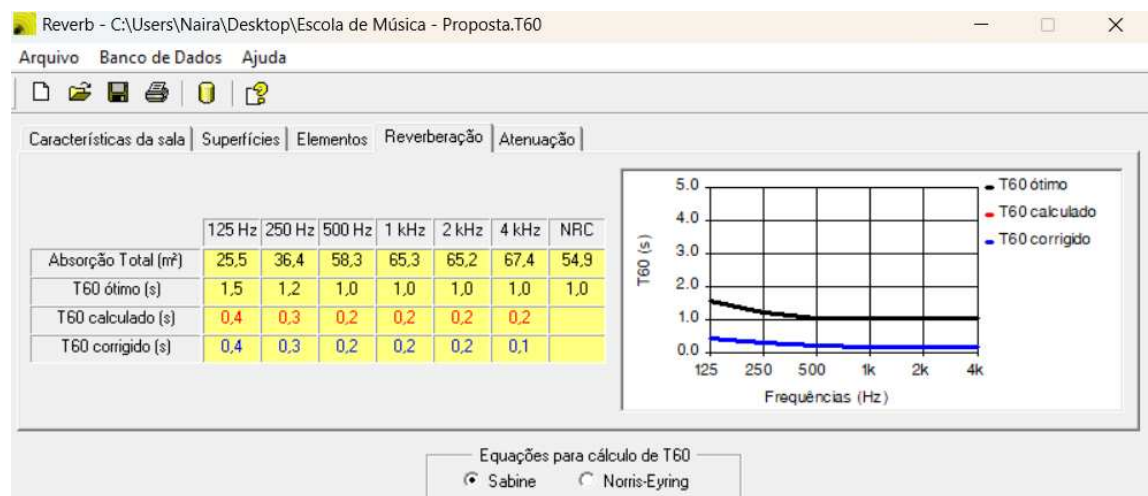 Reverb - C:\Users\Naira\Desktop\Escola de Música - Proposta.T60
Arquivo Banco de Dados Ajuda
Características da sala Superfícies Elementos Reverberação Atenuação
125 Hz 250 Hz 500 Hz 1 kHz 2 kHz 4 kHz NRC
Absorção Total (m²) 25,5 36,4 58,3 65,3 65,2 67,4 54,9
T60 ótimo (s) 1,5 1,2 1,0 1,0 1,0 1,0 1,0
T60 calculado (s) 0,4 0,3 0,2 0,2 0,2 0,2
T60 corrigido (s) 0,4 0,3 0,2 0,2 0,2 0,1
T60 (s)
5.0
4.0
3.0
2.0
1.0
0.0
125 250 500 1k 2k 4k
Frequências (Hz)
T60 ótimo
T60 calculado
T60 corrigido
Equações para cálculo de T60
Sabine Norris-Eyring